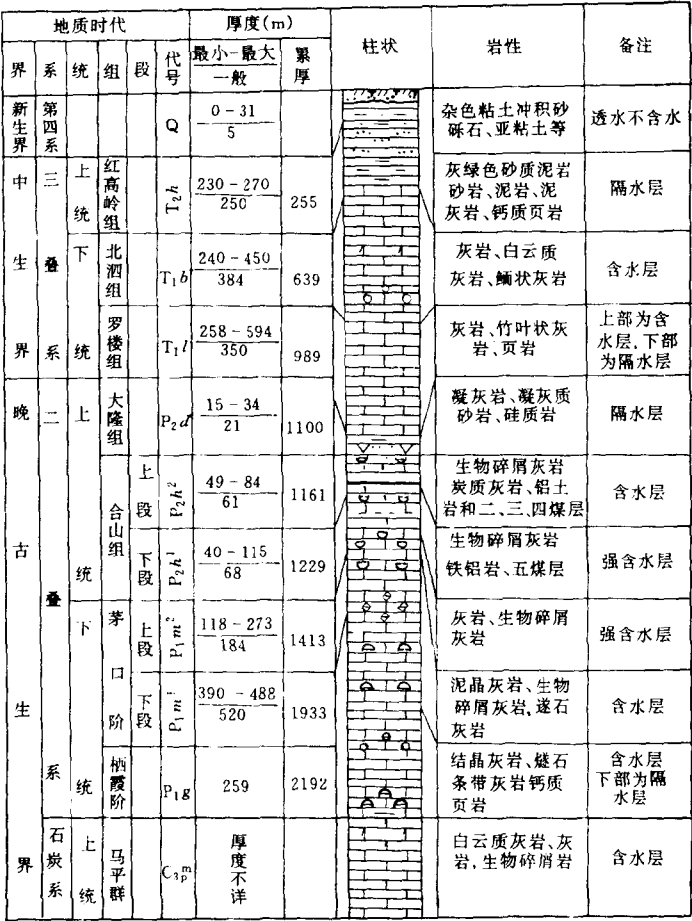 地质时代 厚度(m) 柱状 岩性 备注
界 系 统 组 段 代号 最小-最大 一般 累厚
新生界 第四系 Q 0-31 5 杂色粘土冲积砂 透水不含水
砾石、亚粘土等
中生界 三叠系 上统 红高岭组 T₂h 230-270 250 255 灰绿色砂质泥岩 隔水层
砂岩、泥岩、泥
灰岩、钙质页岩
下统 北泗组 T₁b 240-450 384 639 灰岩、白云质 含水层
灰岩、鲕状灰岩
罗楼组 T₁l 258-594 350 989 灰岩、竹叶状灰 上部为含
岩、页岩 水层,下部
为隔水层
晚古生界 二叠系 上统 大隆组 P₂d 15-34 21 1100 凝灰岩、凝灰质 隔水层
砂岩、硅质岩
合山组 上段 P₂h² 49-84 61 1161 生物碎屑灰岩 含水层
炭质灰岩、铝土
岩和二、三、四煤层
下段 P₂h¹ 40-115 68 1229 生物碎屑灰岩 强含水层
铁铝岩、五煤层
下统 茅口阶 上段 P₁m² 118-273 184 1413 灰岩、生物碎屑 强含水层
灰岩
下段 P₁m¹ 390-488 520 1933 泥晶灰岩、生物 含水层
碎屑灰岩,遂石
灰岩
栖霞阶 P₁g 259 2192 结晶灰岩、燧石 含水层
条带灰岩钙质 下部为隔
页岩 水层
石炭系 上统 马平群 C₃pᵐ 厚度不详 白云质灰岩、灰 含水层
岩,生物碎屑岩